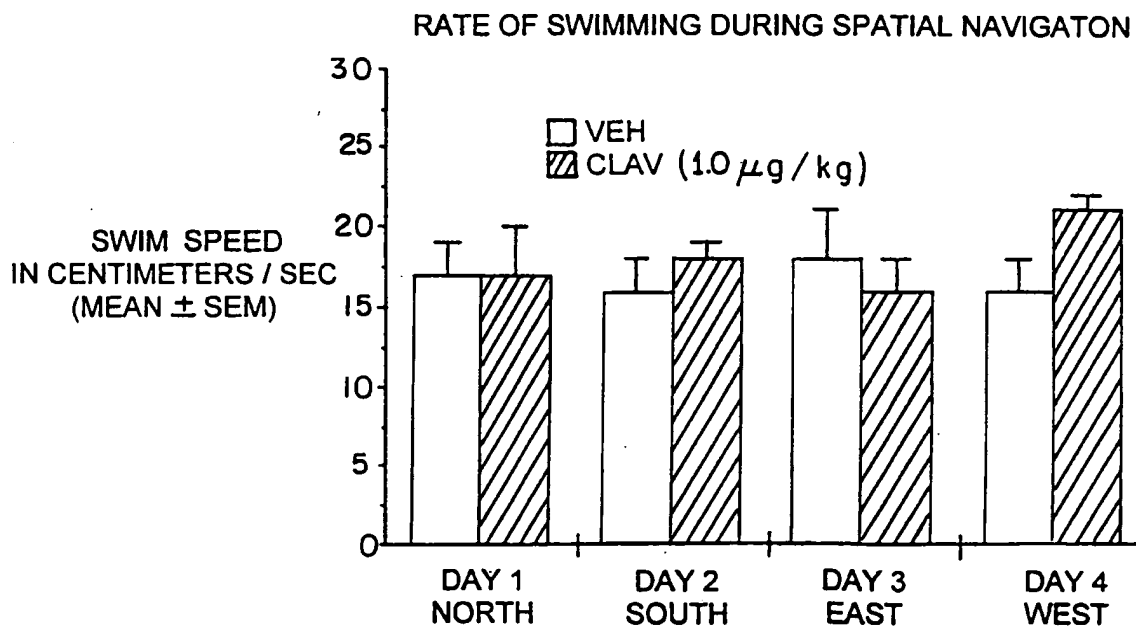 RATE OF SWIMMING DURING SPATIAL NAVIGATON
30
25
20
15
10
5
0
VEH
CLAV (1.0 μg/kg)
SWIM SPEED
IN CENTIMETERS / SEC
(MEAN ± SEM)
DAY 1
NORTH
DAY 2
SOUTH
DAY 3
EAST
DAY 4
WEST